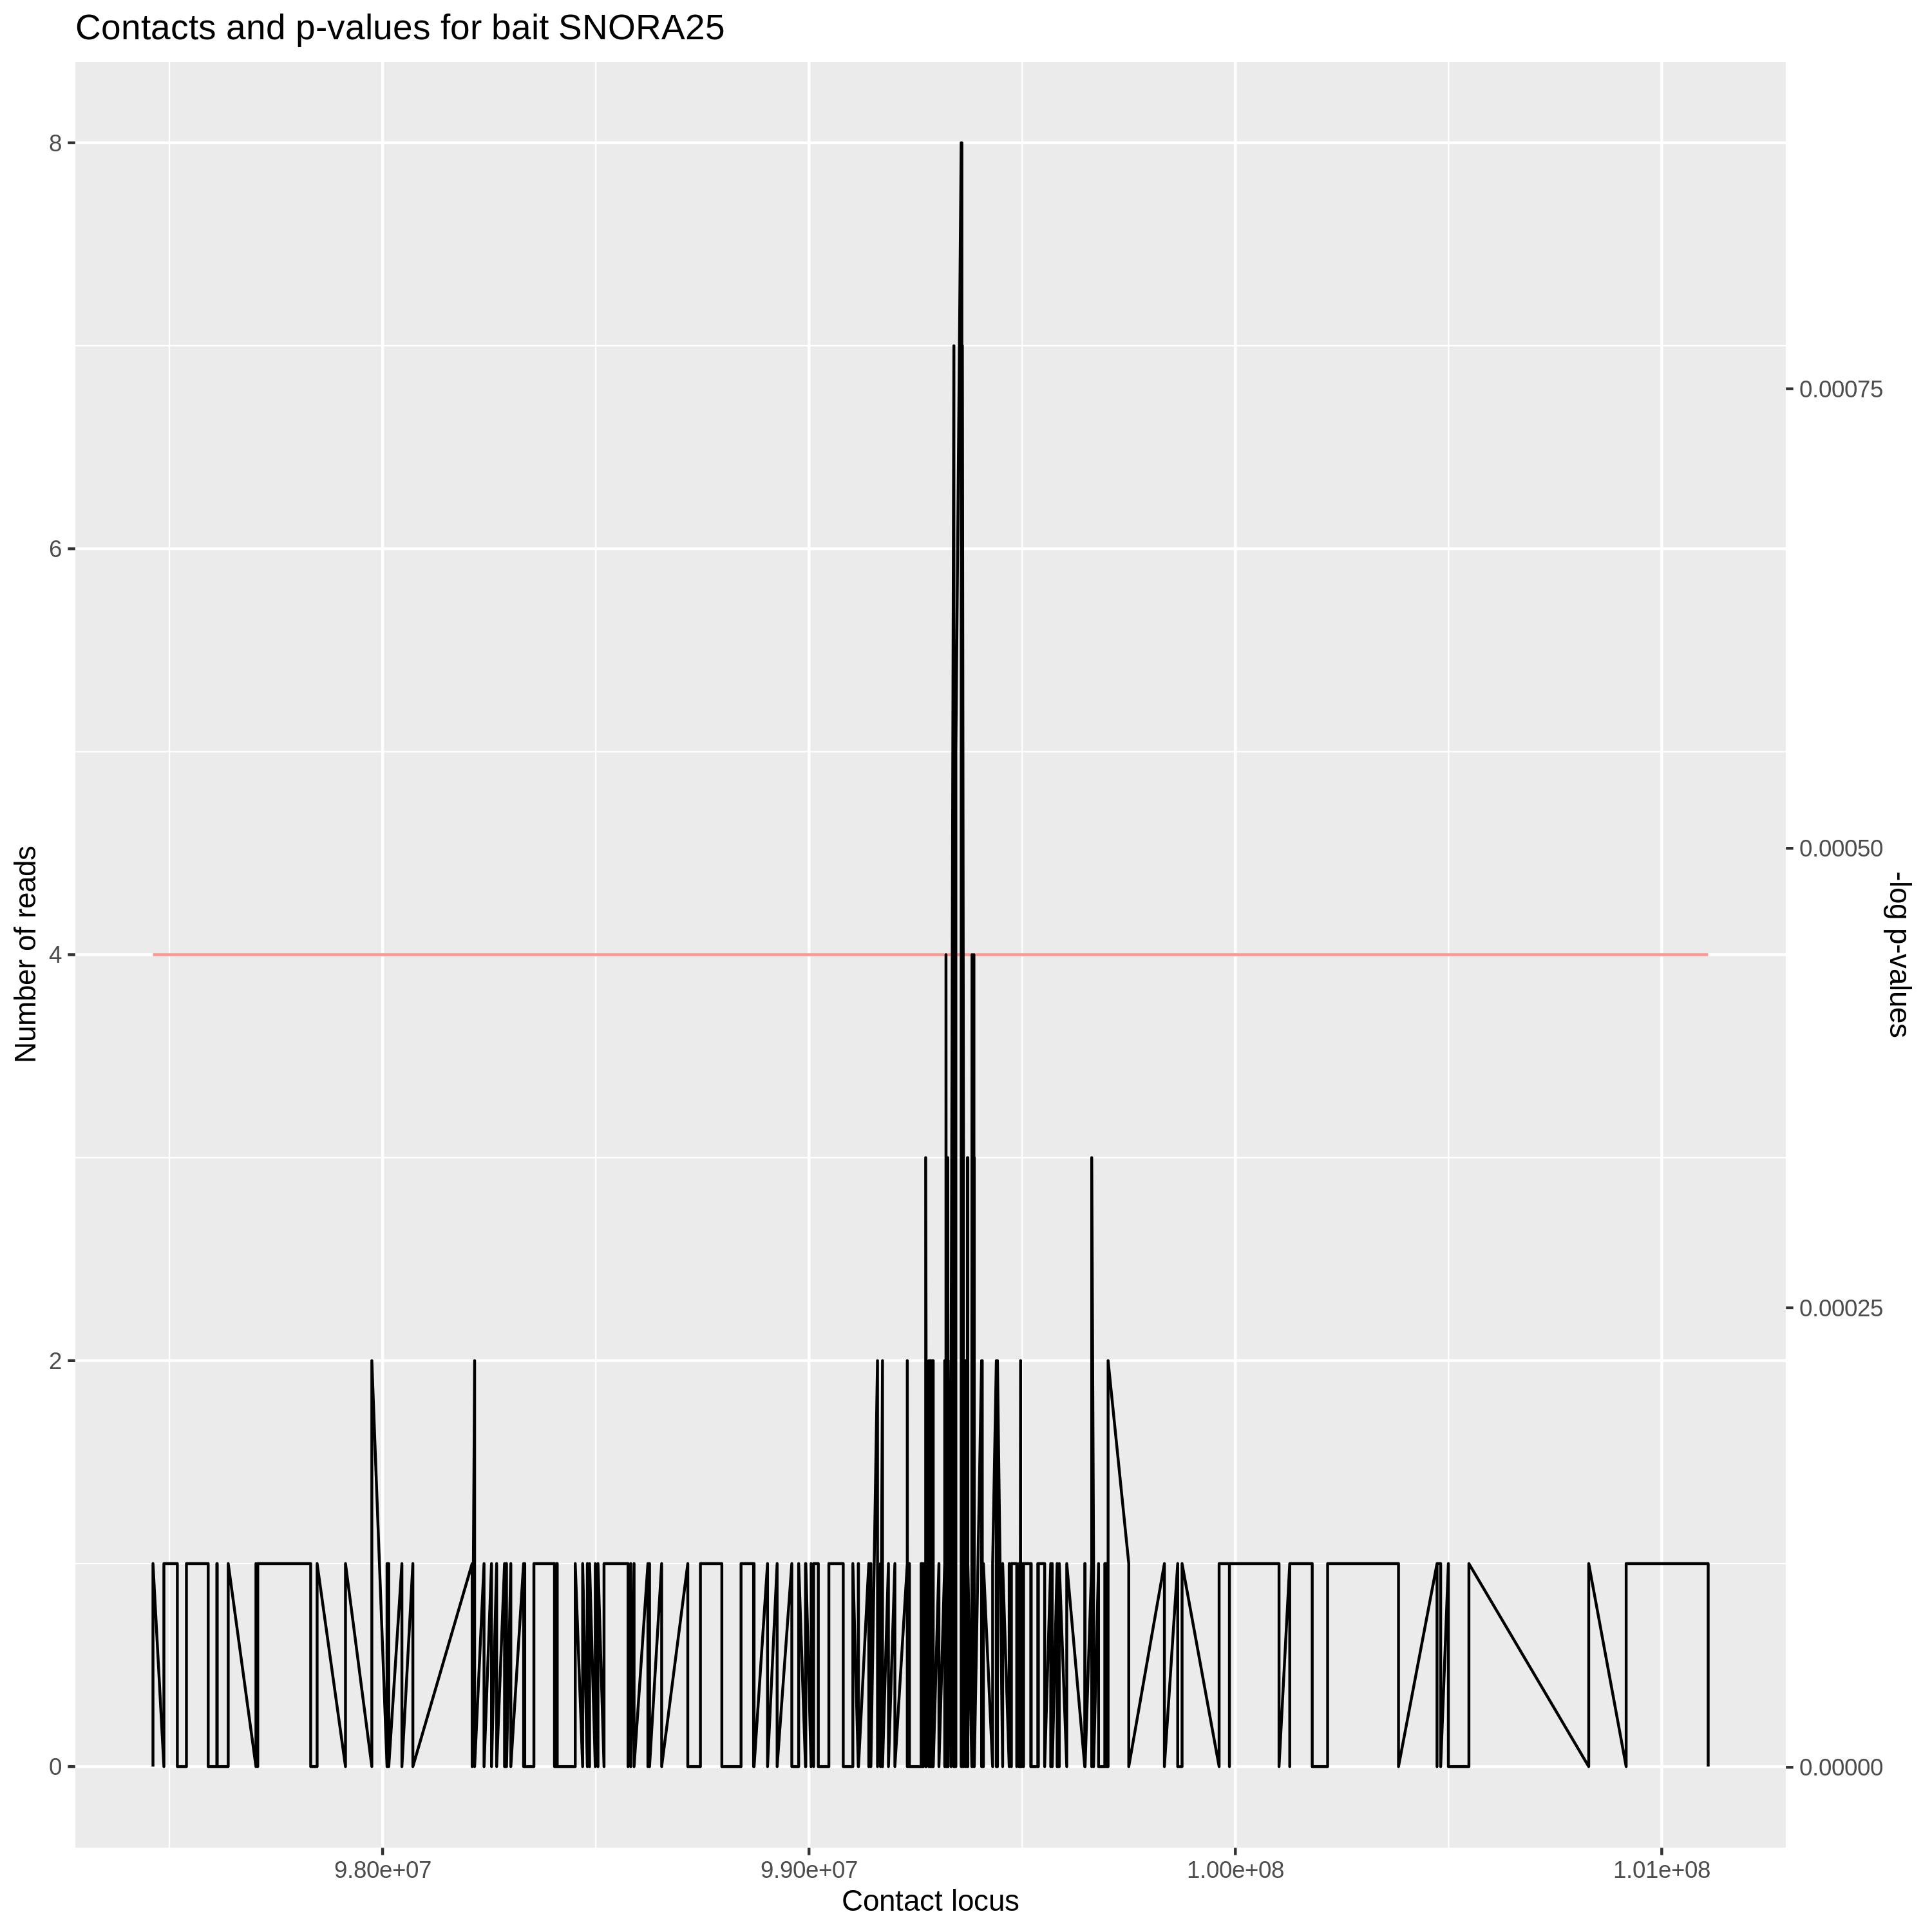 Contacts and p-values for bait SNORA25
8
6
4
2
0
Number of reads
0.00075
0.00050
0.00025
0.00000
-log p-values
9.80e+07 9.90e+07 1.00e+08 1.01e+08
Contact locus